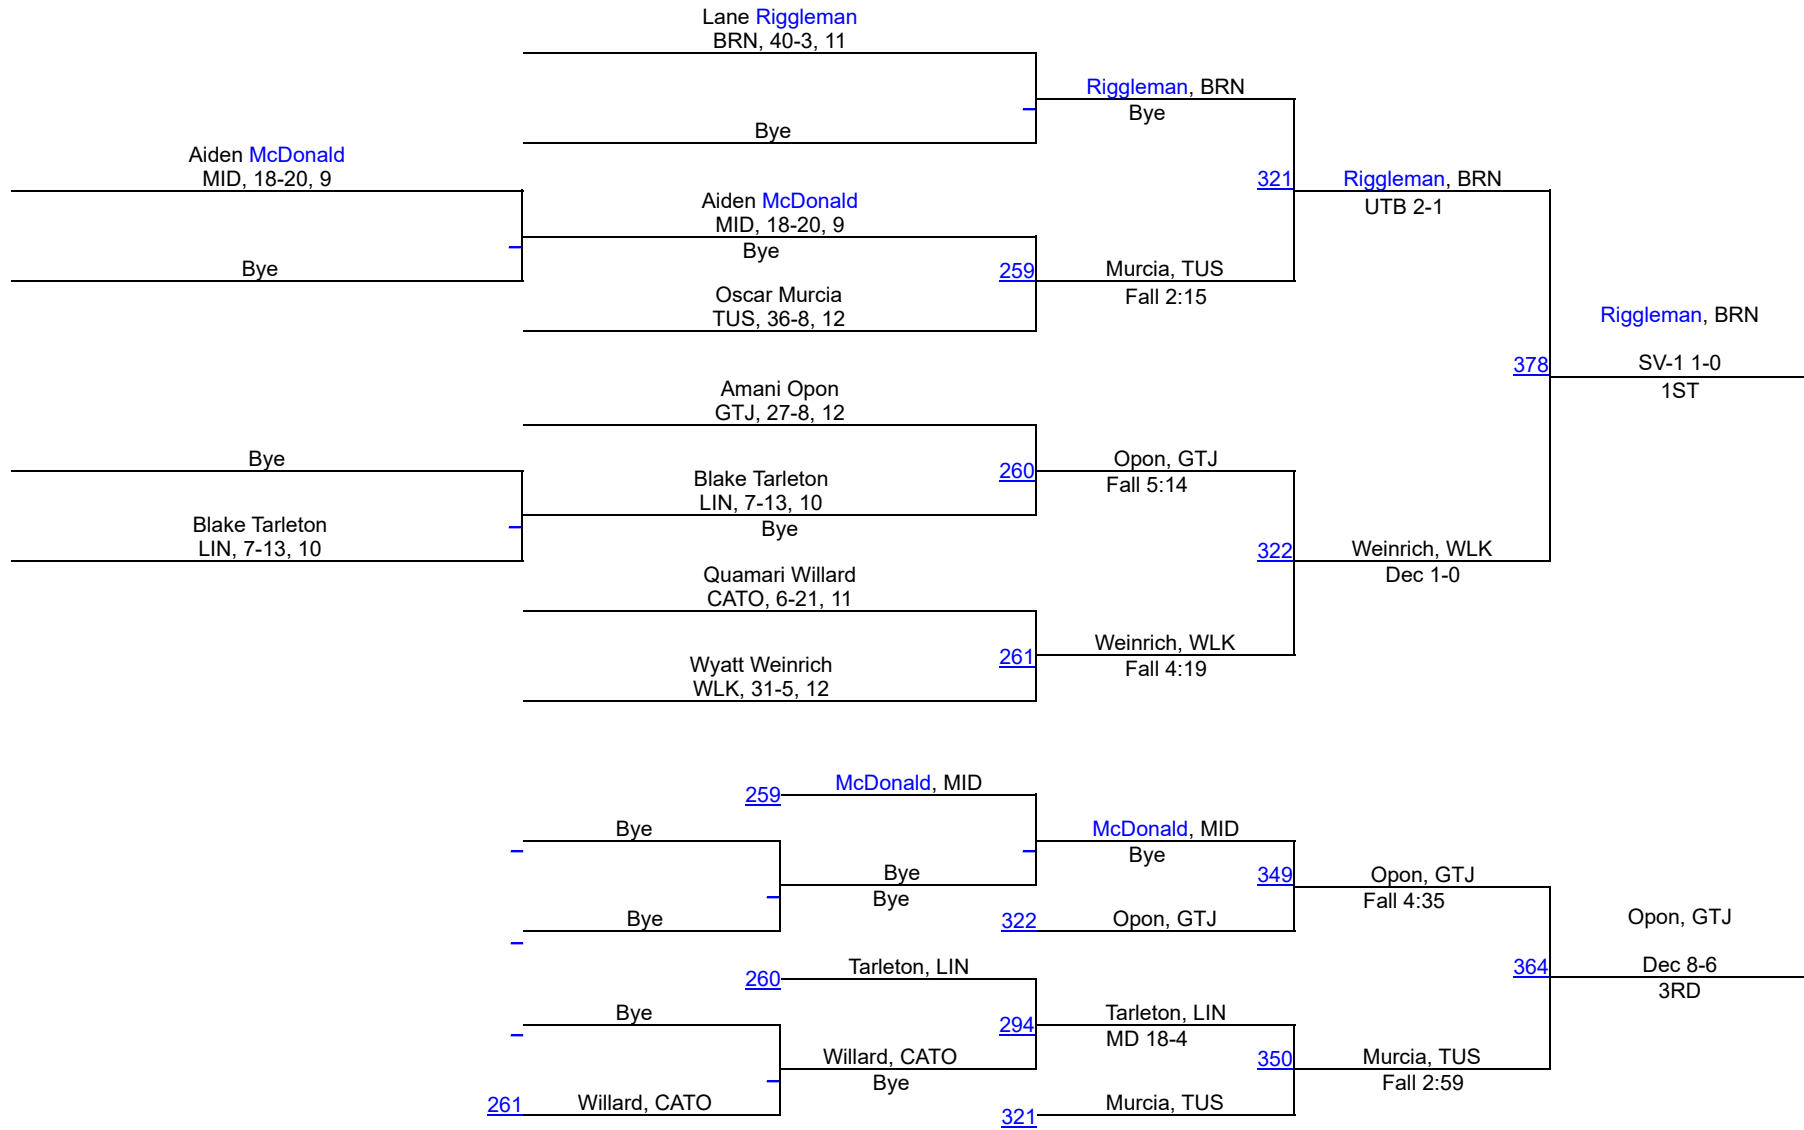 Lane Riggleman
BRN, 40-3, 11
Riggleman, BRN
Bye
Bye
Aiden McDonald
MID, 18-20, 9
321
Riggleman, BRN
UTB 2-1
Aiden McDonald
MID, 18-20, 9
Bye
Bye
259
Murcia, TUS
Fall 2:15
Oscar Murcia
TUS, 36-8, 12
Riggleman, BRN
378
SV-1 1-0
1ST
Amani Opon
GTJ, 27-8, 12
Bye
260
Opon, GTJ
Fall 5:14
Blake Tarleton
LIN, 7-13, 10
Bye
Blake Tarleton
LIN, 7-13, 10
322
Weinrich, WLK
Dec 1-0
Quamari Willard
CATO, 6-21, 11
261
Weinrich, WLK
Fall 4:19
Wyatt Weinrich
WLK, 31-5, 12
259
McDonald, MID
Bye
McDonald, MID
Bye
Bye
Bye
349
Opon, GTJ
Fall 4:35
Bye
322
Opon, GTJ
Opon, GTJ
260
Tarleton, LIN
364
Dec 8-6
3RD
Bye
294
Tarleton, LIN
MD 18-4
Willard, CATO
Bye
350
Murcia, TUS
Fall 2:59
261
Willard, CATO
321
Murcia, TUS